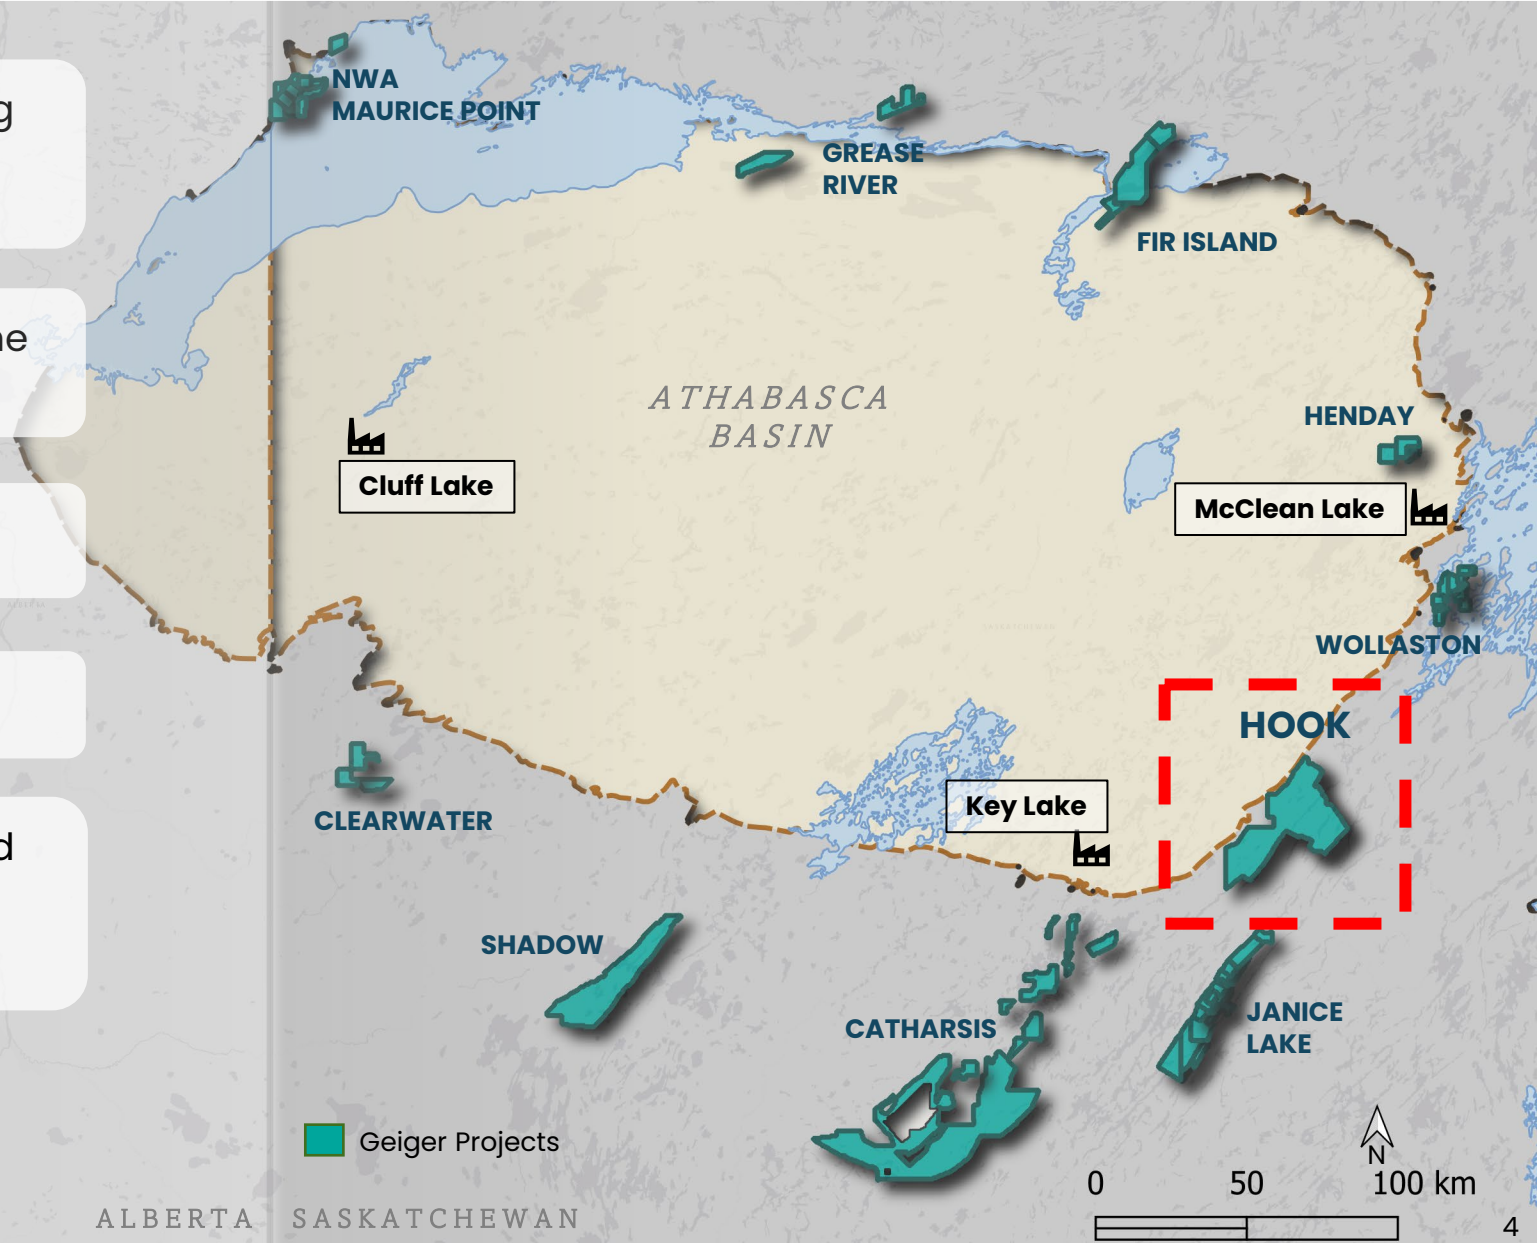 g
NWA
MAURICE POINT
GREASE
RIVER
FIR ISLAND
ne
ATHABASCA
BASIN
HENDAY
Cluff Lake
McClean Lake
WOLLASTON
HOOK
Key Lake
CLEARWATER
d
SHADOW
CATHARSIS
JANICE
LAKE
Geiger Projects
N
0 50 100 km
ALBERTA SASKATCHEWAN
4